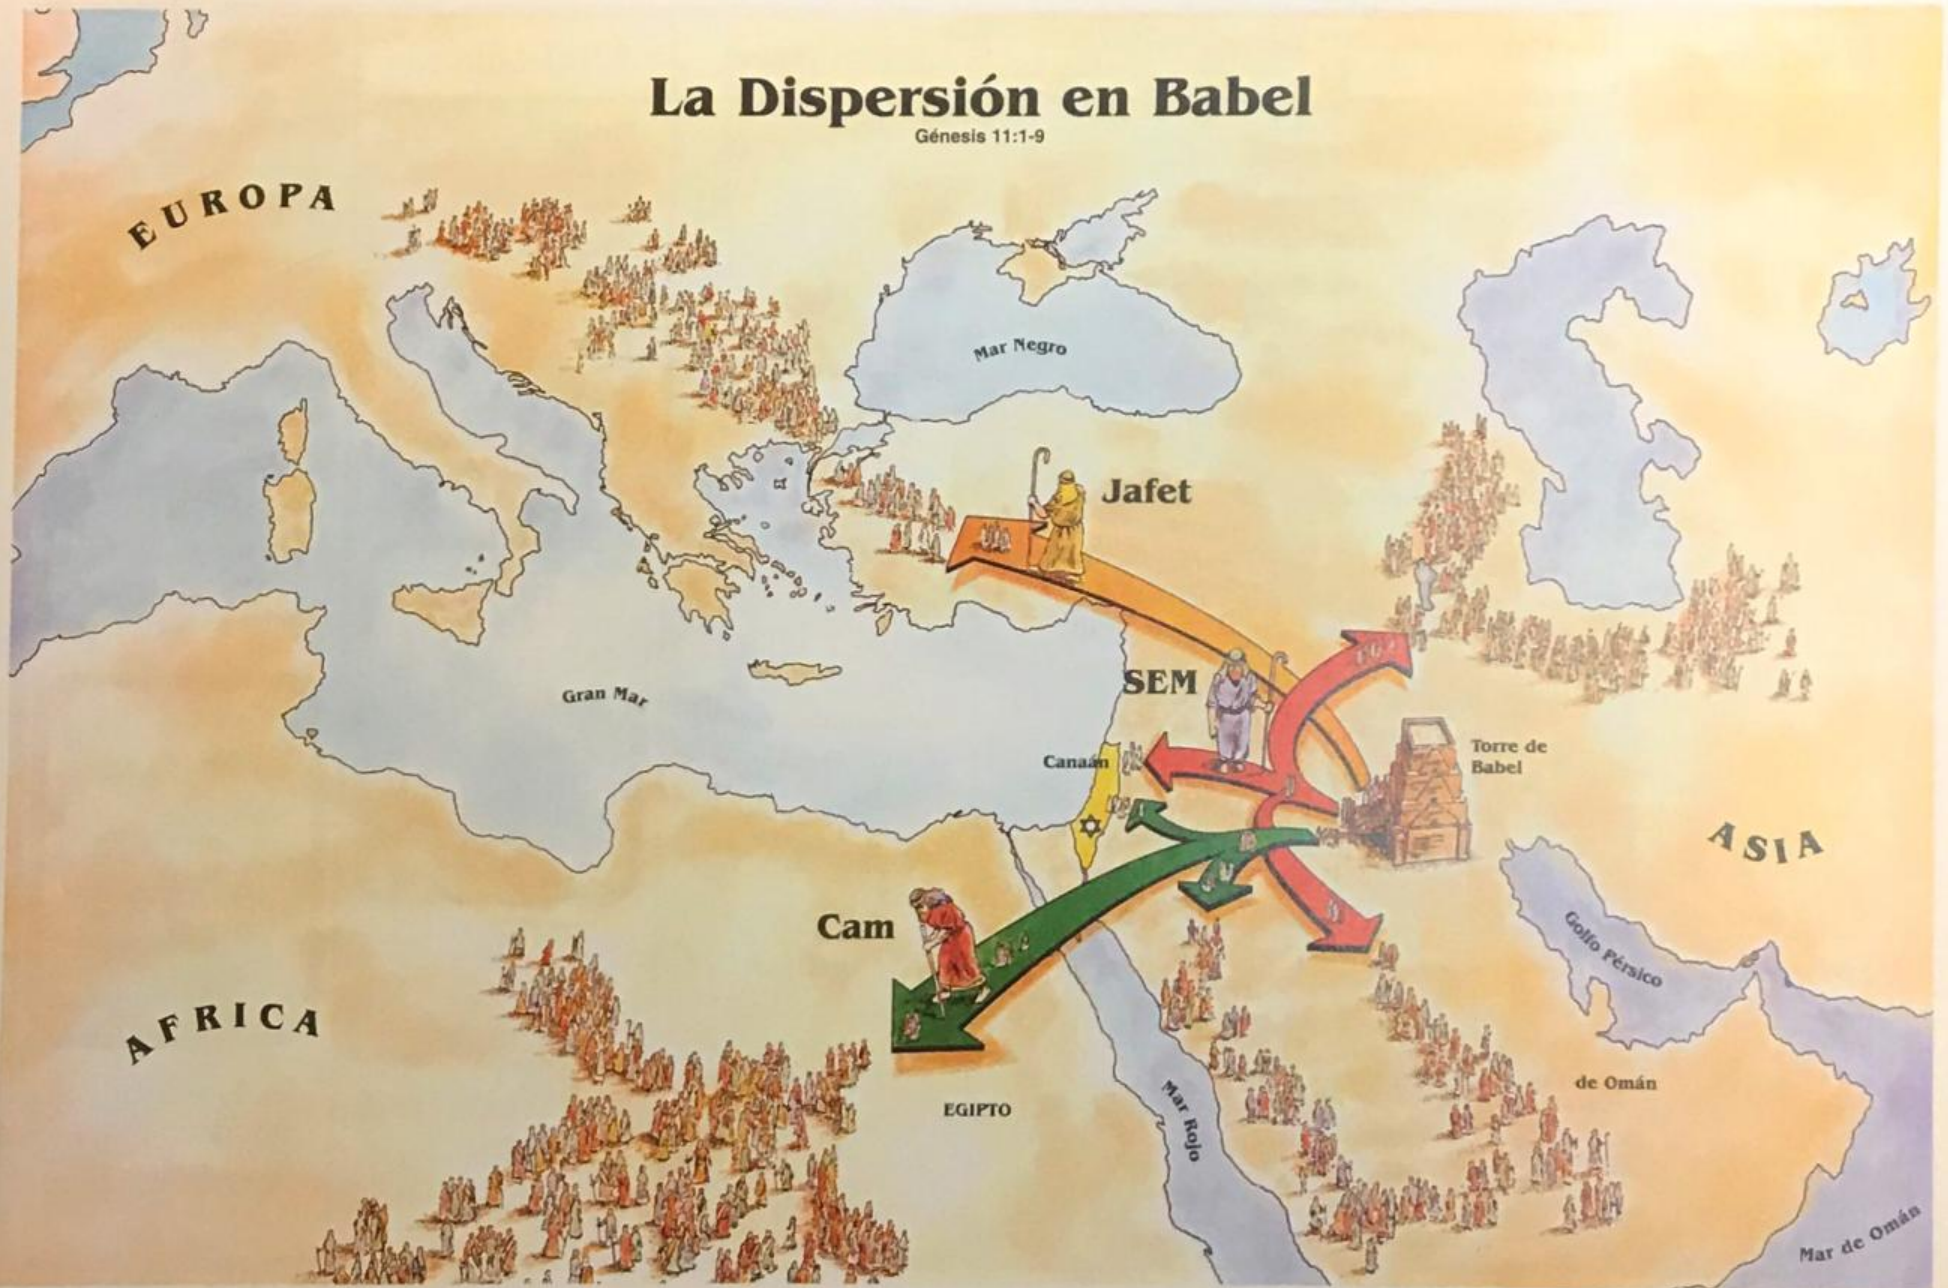 La Dispersión en Babel
Génesis 11:1-9
EUROPA
Mar Negro
Jafet
SEM
Gran Mar
Canaán
Torre de
Babel
ASIA
Cam
Golfo Pérsico
AFRICA
de Omán
EGIPTO
Mar Rojo
Mar de Omán